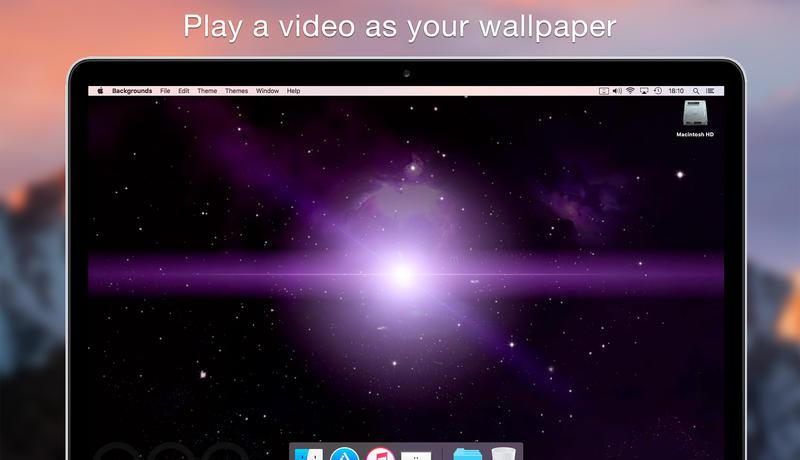 Play a video as your wallpaper
Backgrounds File Edit Theme Themes Window Help 18:10
Macintosh HD